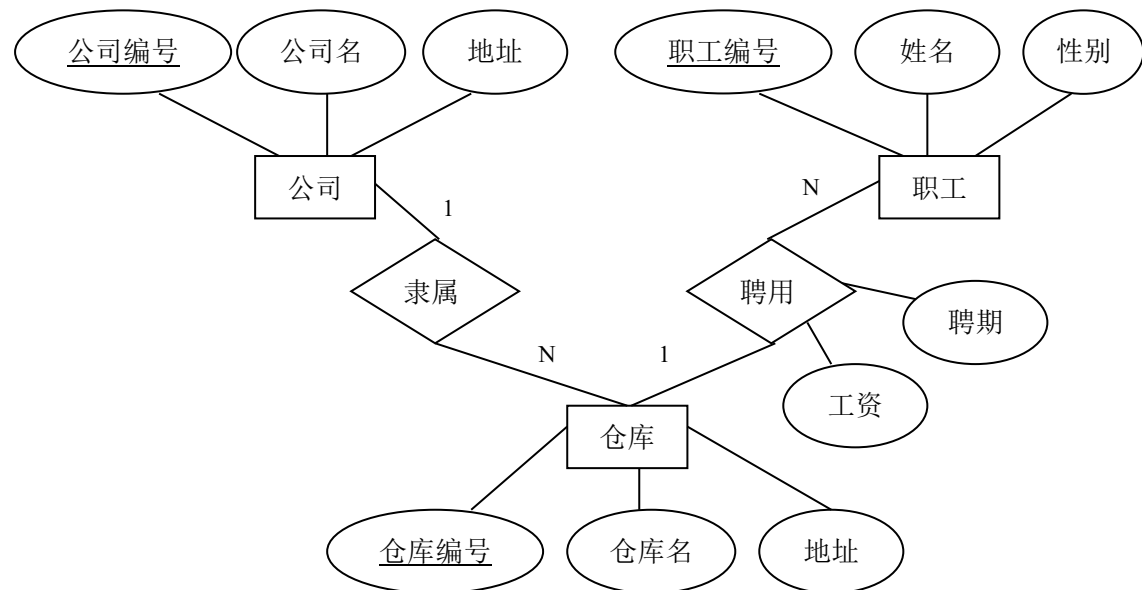 公司编号 公司名 地址 职工编号 姓名 性别
公司 N 职工
1
隶属 聘用
聘期
N 1
工资
仓库
仓库编号 仓库名 地址